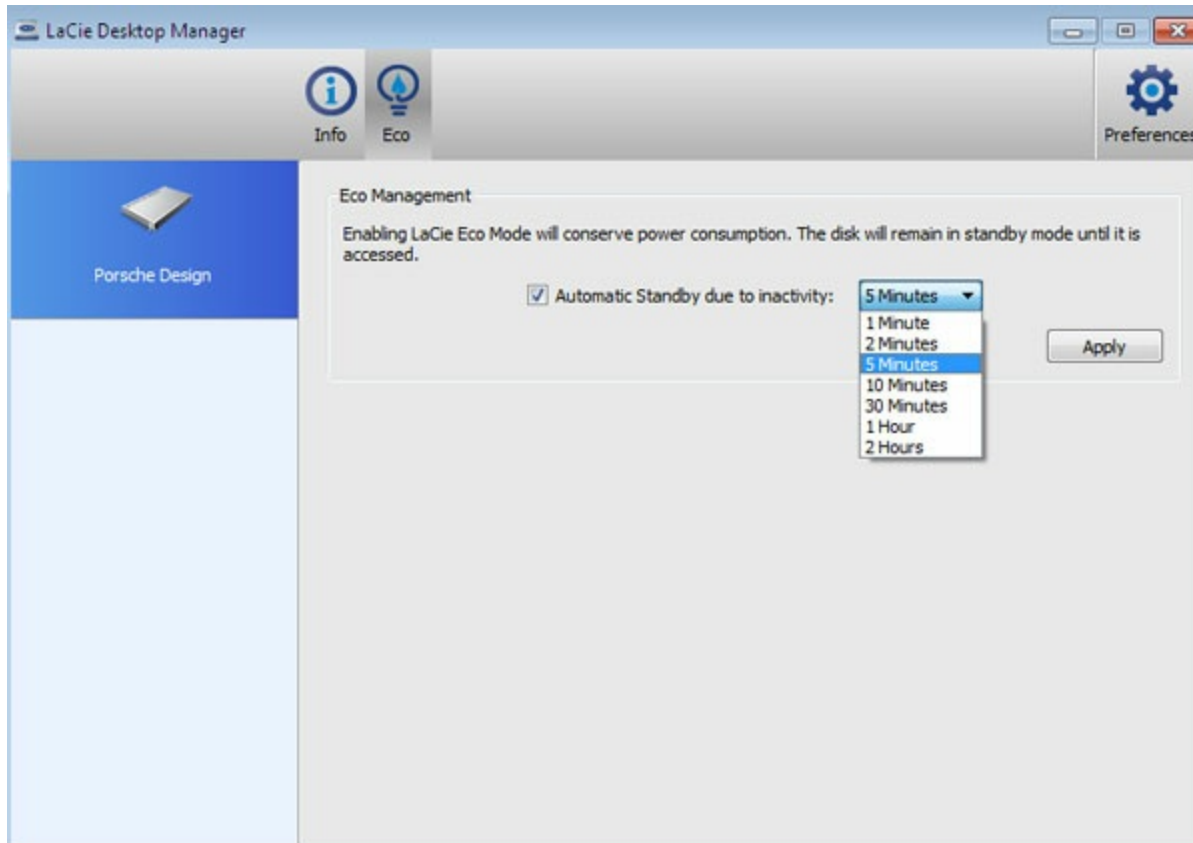 LaCie Desktop Manager
Info
Eco
Preferences
Porsche Design
Eco Management
Enabling LaCie Eco Mode will conserve power consumption. The disk will remain in standby mode until it is
accessed.
Automatic Standby due to inactivity: 5 Minutes
1 Minute
2 Minutes
5 Minutes
10 Minutes
30 Minutes
1 Hour
2 Hours
Apply